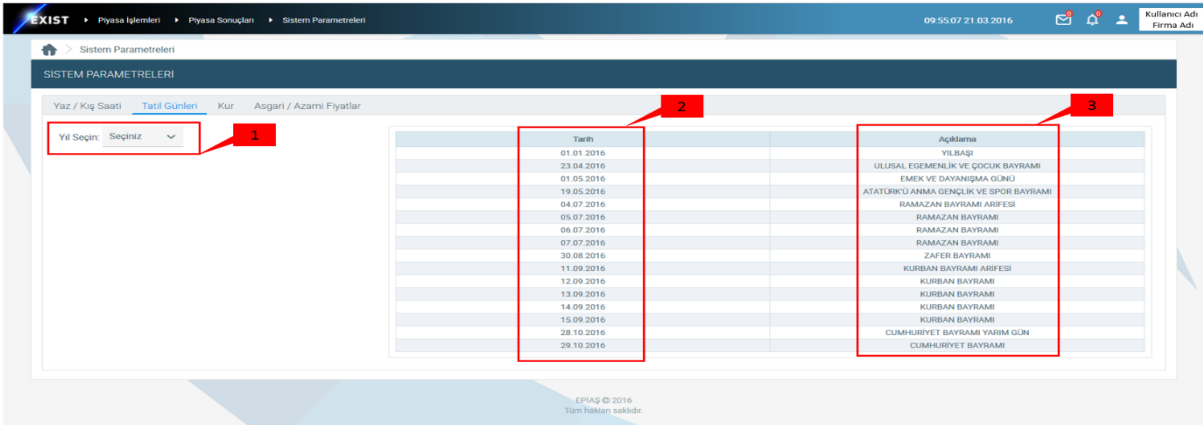 EXIST Piyasa İşlemleri Piyasa Sonuçları Sistem Parametreleri 09:55:07 21.03.2016 0 0 Kullanıcı Adı
Firma Adı
Sistem Parametreleri
SİSTEM PARAMETRELERİ
Yaz / Kış Saati Tatil Günleri Kur Asgari / Azami Fiyatlar
2
3
Yıl Seçin: Seçiniz
1
Tarih Açıklama
01.01.2016 YILBAŞI
23.04.2016 ULUSAL EGEMENLİK VE ÇOCUK BAYRAMI
01.05.2016 EMEK VE DAYANIŞMA GÜNÜ
19.05.2016 ATATÜRK'Ü ANMA GENÇLİK VE SPOR BAYRAMI
04.07.2016 RAMAZAN BAYRAMI ARİFESİ
05.07.2016 RAMAZAN BAYRAMI
06.07.2016 RAMAZAN BAYRAMI
07.07.2016 RAMAZAN BAYRAMI
30.08.2016 ZAFER BAYRAMI
11.09.2016 KURBAN BAYRAMI ARİFESİ
12.09.2016 KURBAN BAYRAMI
13.09.2016 KURBAN BAYRAMI
14.09.2016 KURBAN BAYRAMI
15.09.2016 KURBAN BAYRAMI
28.10.2016 CUMHURİYET BAYRAMI YARIM GÜN
29.10.2016 CUMHURİYET BAYRAMI
EPİAŞ © 2016
Tüm hakları saklıdır.